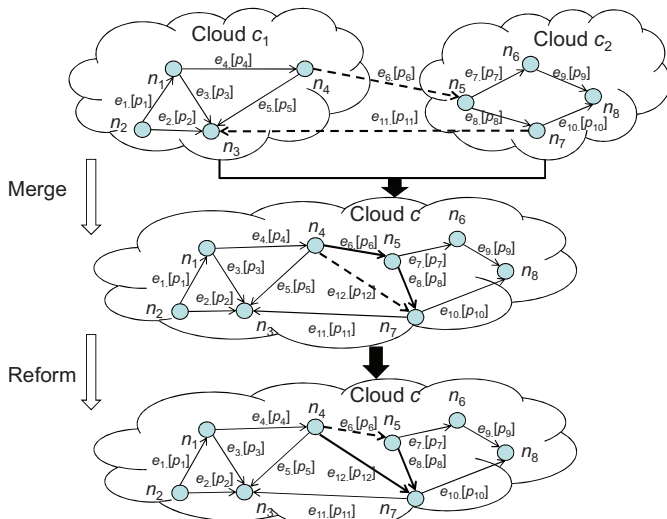 Cloud c1
Cloud c2
e4.[p4]
n1
n4
e6.[p6]
n6
e7.[p7]
e9.[p9]
n5
n8
e1.[p1]
e3.[p3]
e5.[p5]
e2.[p2]
n2
n3
e11.[p11]
e8.[p8]
e10.[p10]
n7
Merge
Cloud c
n4
n6
e4.[p4]
e6.[p6]
n5
n1
e7.[p7]
e9.[p9]
e1.[p1]
e3.[p3]
e8.[p8]
n8
e5.[p5]
e12.[p12]
e2.[p2]
n2
n3
e11.[p11]
n7
e10.[p10]
Reform
Cloud c
n4
n6
e4.[p4]
e6.[p6]
n5
n1
e7.[p7]
e9.[p9]
e1.[p1]
e3.[p3]
e8.[p8]
n8
e5.[p5]
e12.[p12]
e2.[p2]
n2
n3
e11.[p11]
n7
e10.[p10]